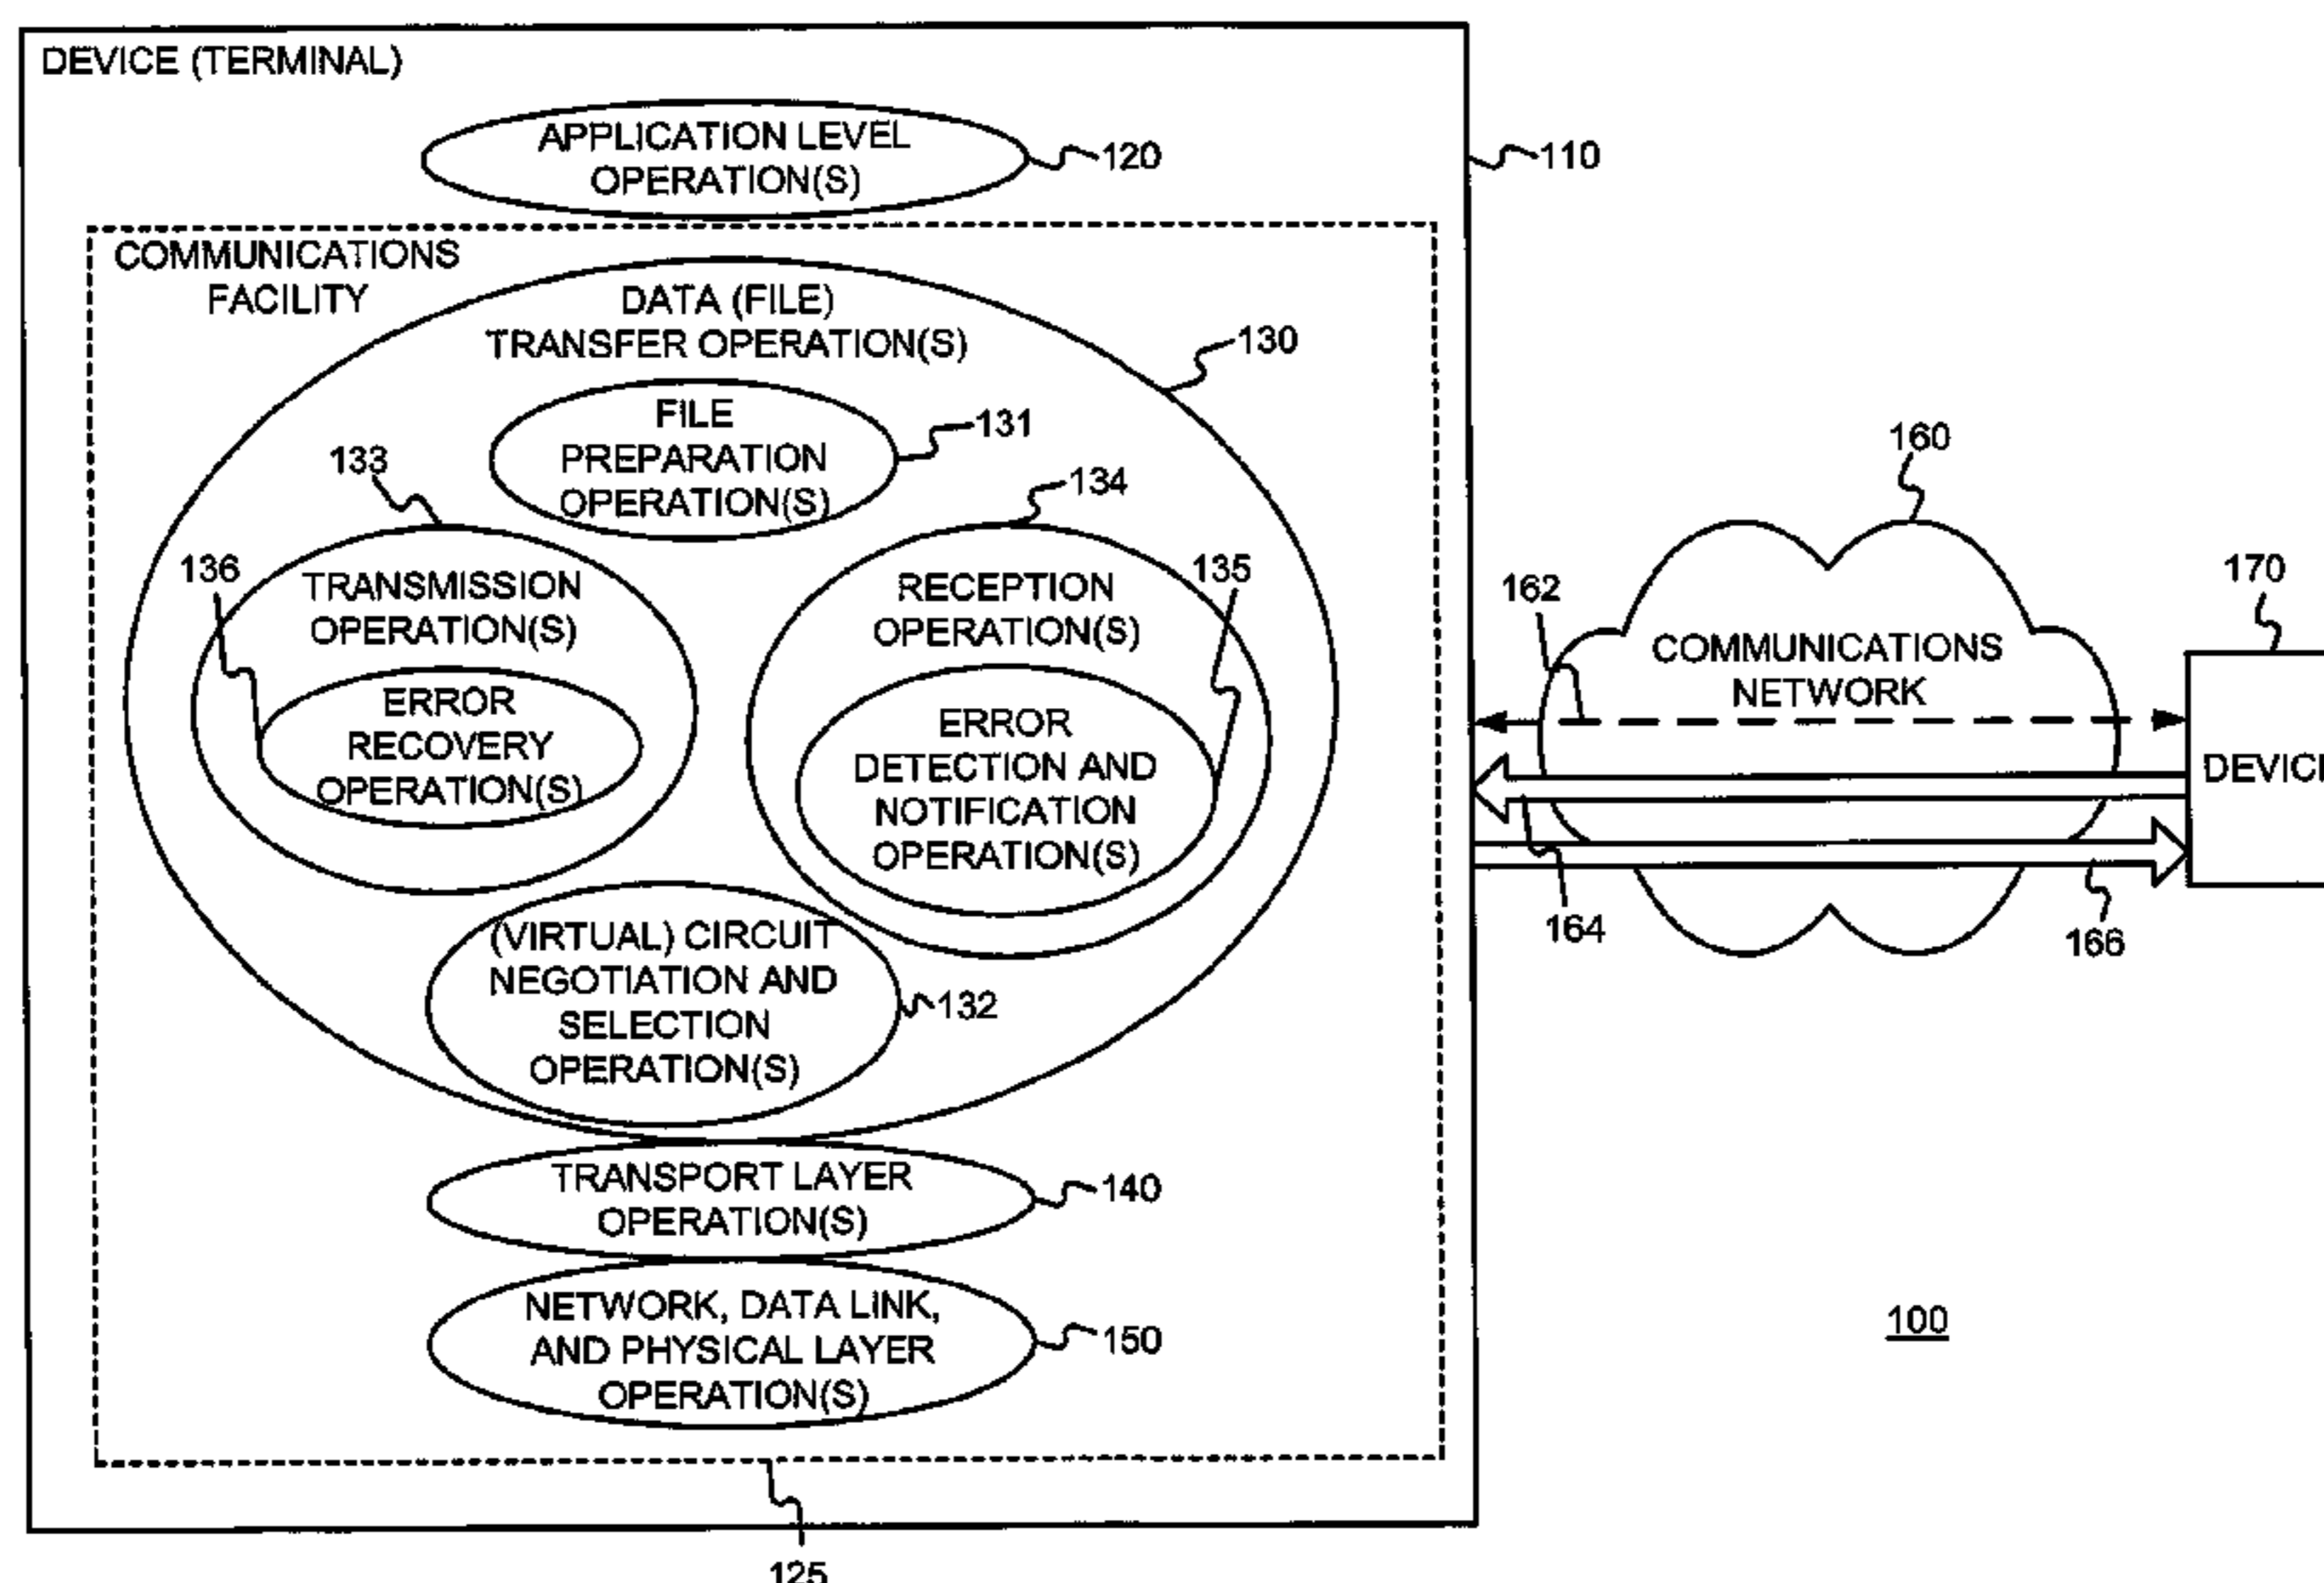 DEVICE (TERMINAL)
APPLICATION LEVEL
OPERATION(S)
120
110
COMMUNICATIONS
FACILITY
DATA (FILE)
TRANSFER OPERATION(S)
130
FILE
PREPARATION
OPERATION(S)
131
133
134
136
TRANSMISSION
OPERATION(S)
RECEPTION
OPERATION(S)
135
ERROR
RECOVERY
OPERATION(S)
ERROR
DETECTION AND
NOTIFICATION
OPERATION(S)
(VIRTUAL) CIRCUIT
NEGOTIATION AND
SELECTION
OPERATION(S)
132
TRANSPORT LAYER
OPERATION(S)
140
NETWORK, DATA LINK,
AND PHYSICAL LAYER
OPERATION(S)
150
125
160
162
COMMUNICATIONS
NETWORK
170
DEVICE
164
166
100